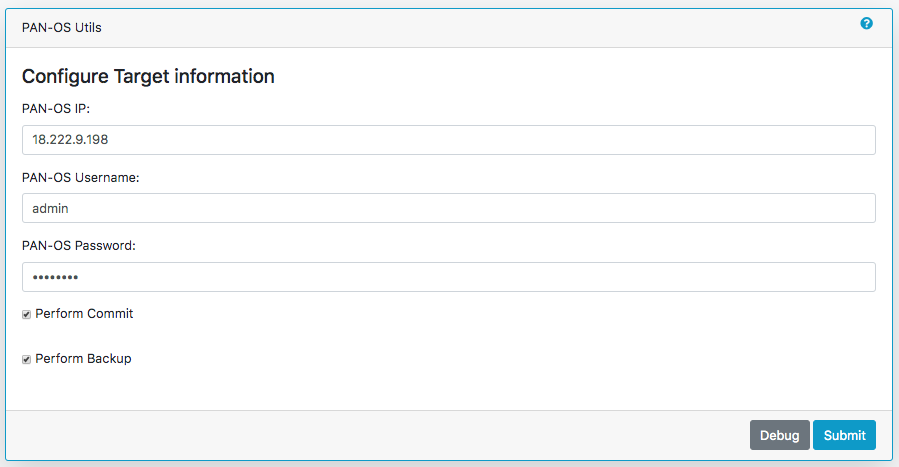 PAN-OS Utils
?
Configure Target information
PAN-OS IP:
18.222.9.198
PAN-OS Username:
admin
PAN-OS Password:
••••••••
Perform Commit
Perform Backup
Debug Submit